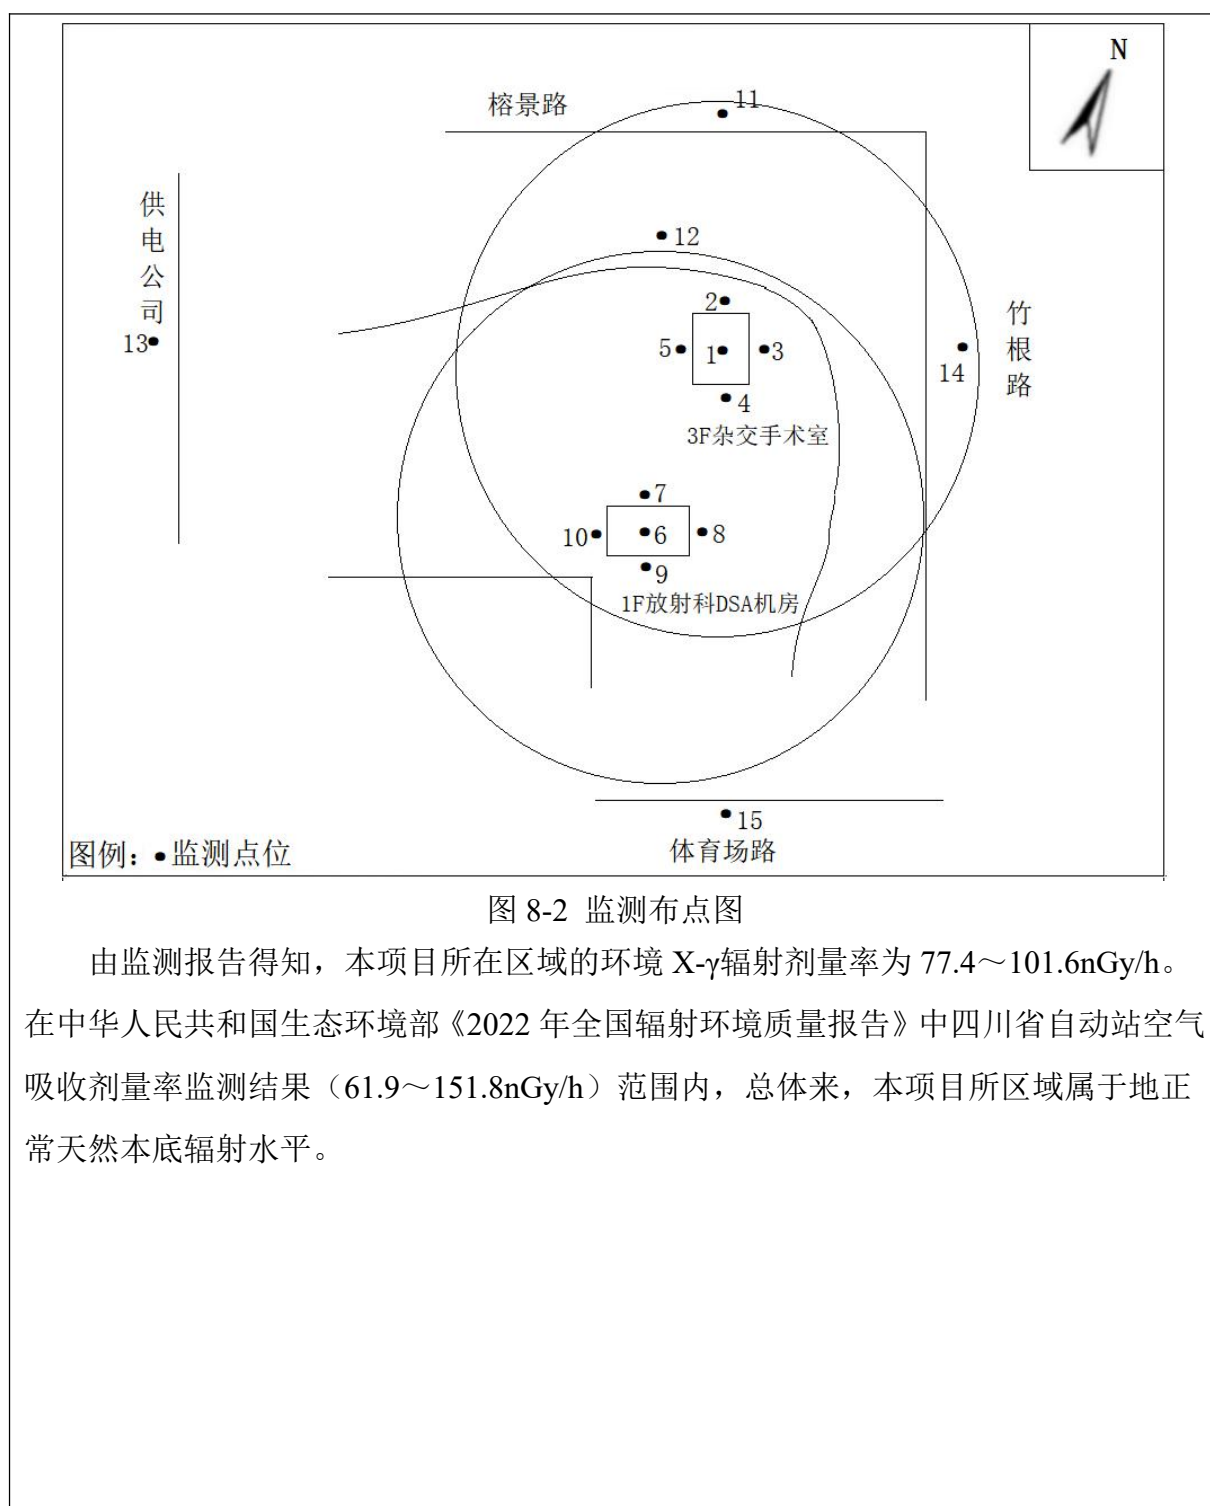 N
榕景路
11
供电公司
12
2
竹根路
13
5
1
3
14
4
3F杂交手术室
7
10
6
8
9
1F放射科DSA机房
15
图例：●监测点位
体育场路
图 8-2 监测布点图
由监测报告得知，本项目所在区域的环境 X-γ辐射剂量率为 77.4～101.6nGy/h。
在中华人民共和国生态环境部《2022 年全国辐射环境质量报告》中四川省自动站空气
吸收剂量率监测结果（61.9～151.8nGy/h）范围内，总体来，本项目所区域属于地正
常天然本底辐射水平。